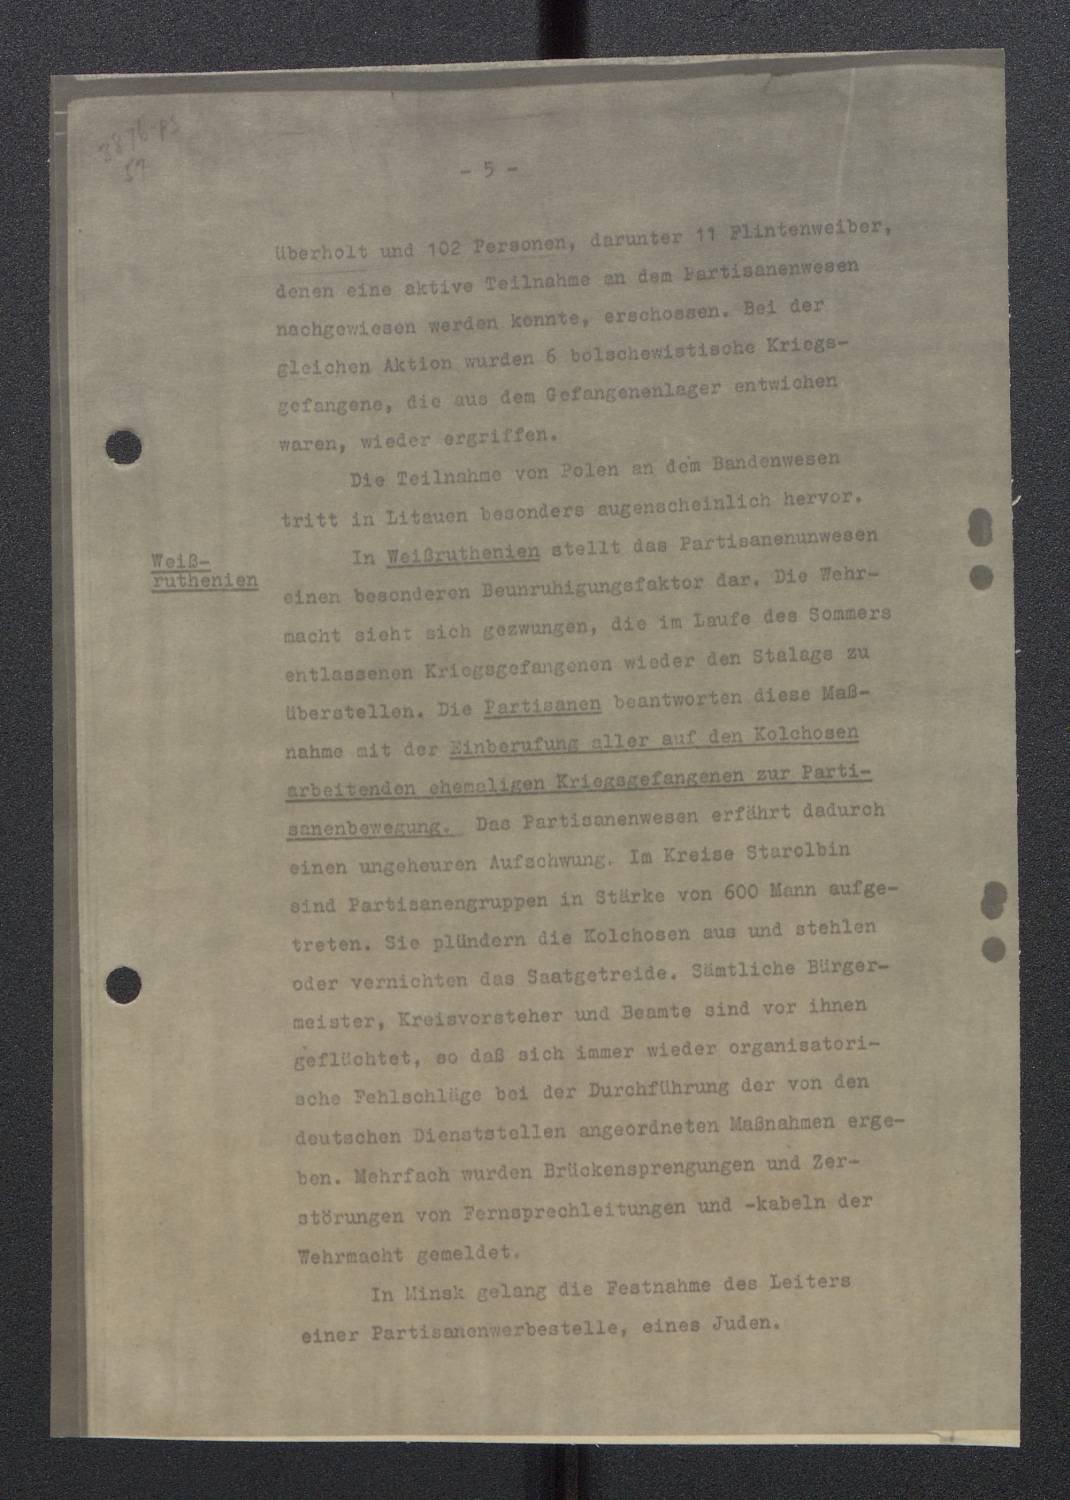 3876-PS
57
- 5 -
überholt und 102 Personen, darunter 11 Flintenweiber,
denen eine aktive Teilnahme an dem Partisanenwesen
nachgewiesen werden konnte, erschossen. Bei der
gleichen Aktion wurden 6 bolschewistische Kriegs-
gefangene, die aus dem Gefangenenlager entwichen
waren, wieder ergriffen.
Die Teilnahme von Polen an dem Bandenwesen
tritt in Litauen besonders augenscheinlich hervor.
Weiß-
ruthenien
In Weißruthenien stellt das Partisanenunwesen
einen besonderen Beunruhigungsfaktor dar. Die Wehr-
macht sieht sich gezwungen, die im Laufe des Sommers
entlassenen Kriegsgefangenen wieder den Stalags zu
überstellen. Die Partisanen beantworten diese Maß-
nahme mit der Einberufung aller auf den Kolchosen
arbeitenden ehemaligen Kriegsgefangenen zur Parti-
sanenbewegung. Das Partisanenwesen erfährt dadurch
einen ungeheuren Aufschwung. Im Kreise Starolbin
sind Partisanengruppen in Stärke von 600 Mann aufge-
treten. Sie plündern die Kolchosen aus und stehlen
oder vernichten das Saatgetreide. Sämtliche Bürger-
meister, Kreisvorsteher und Beamte sind vor ihnen
geflüchtet, so daß sich immer wieder organisatori-
sche Fehlschläge bei der Durchführung der von den
deutschen Dienststellen angeordneten Maßnahmen erge-
ben. Mehrfach wurden Brückensprengungen und Zer-
störungen von Fernsprechleitungen und -kabeln der
Wehrmacht gemeldet.
In Minsk gelang die Festnahme des Leiters
einer Partisanenwerbestelle, eines Juden.